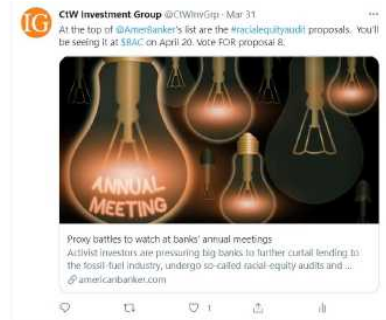 IG
CtW Investment Group @CtWInvGrp · Mar 31
At the top of @AmerBanker's list are the #racialequityaudit proposals. You'll
be seeing it at $BAC on April 20. Vote FOR proposal 8.
ANNUAL
MEETING
Proxy battles to watch at banks' annual meetings
Activist investors are pressuring big banks to further curtail lending to
the fossil-fuel industry, undergo so-called racial-equity audits and ...
americanbanker.com
1